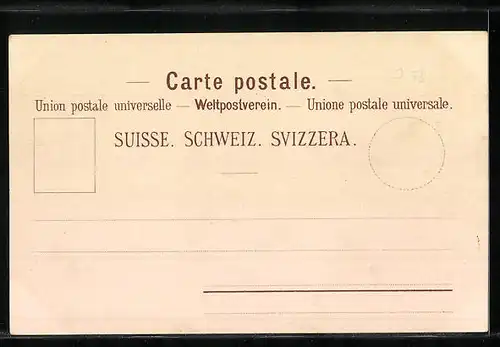 — Carte postale. —
Union postale universelle — Weltpostverein. — Unione postale universale.
SUISSE. SCHWEIZ. SVIZZERA.